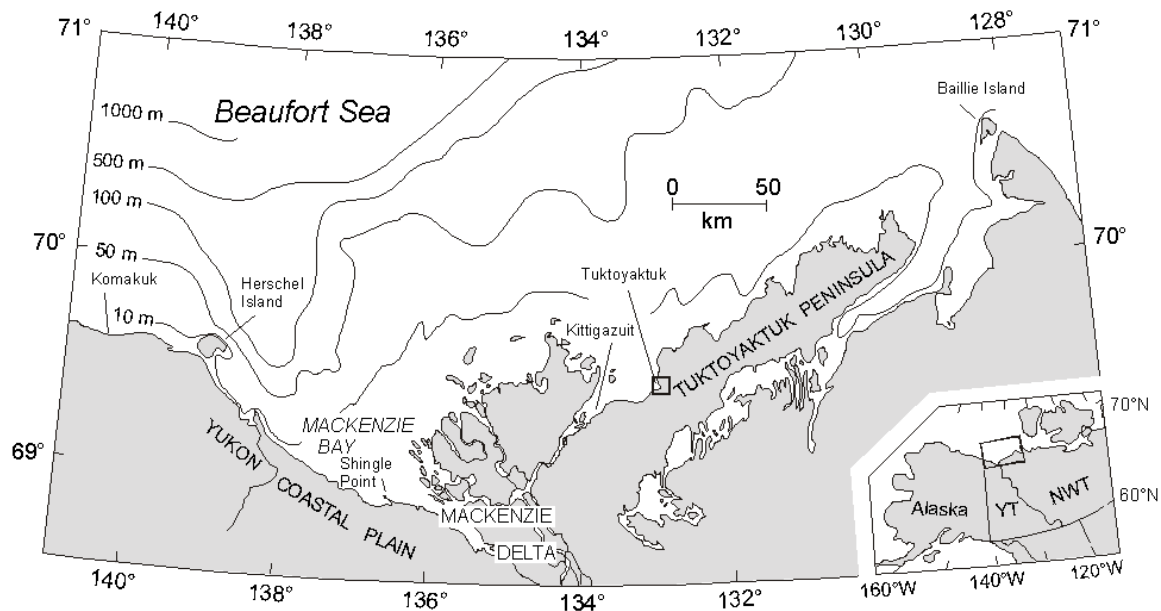 71° 140° 138° 136° 134° 132° 130° 128° 71°
Baillie Island
1000 m
Beaufort Sea
500 m
0 50
km
100 m
70°
70°
50 m
Komakuk
Herschel
Island
Tuktoyaktuk
10 m
Kittigazuit
TUKTOYAKTUK PENINSULA
MACKENZIE
BAY
69°
Shingle
Point
YUKON COASTAL PLAIN
MACKENZIE
DELTA
140° 138° 136° 134° 132°
70°N
Alaska YT NWT
60°N
160°W 140°W 120°W